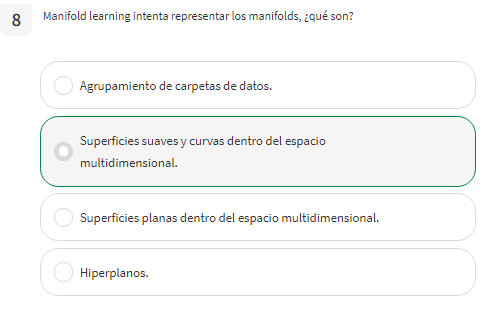 8
Manifold learning intenta representar los manifolds, ¿qué son?
Agrupamiento de carpetas de datos.
Superficies suaves y curvas dentro del espacio
multidimensional.
Superficies planas dentro del espacio multidimensional.
Hiperplanos.